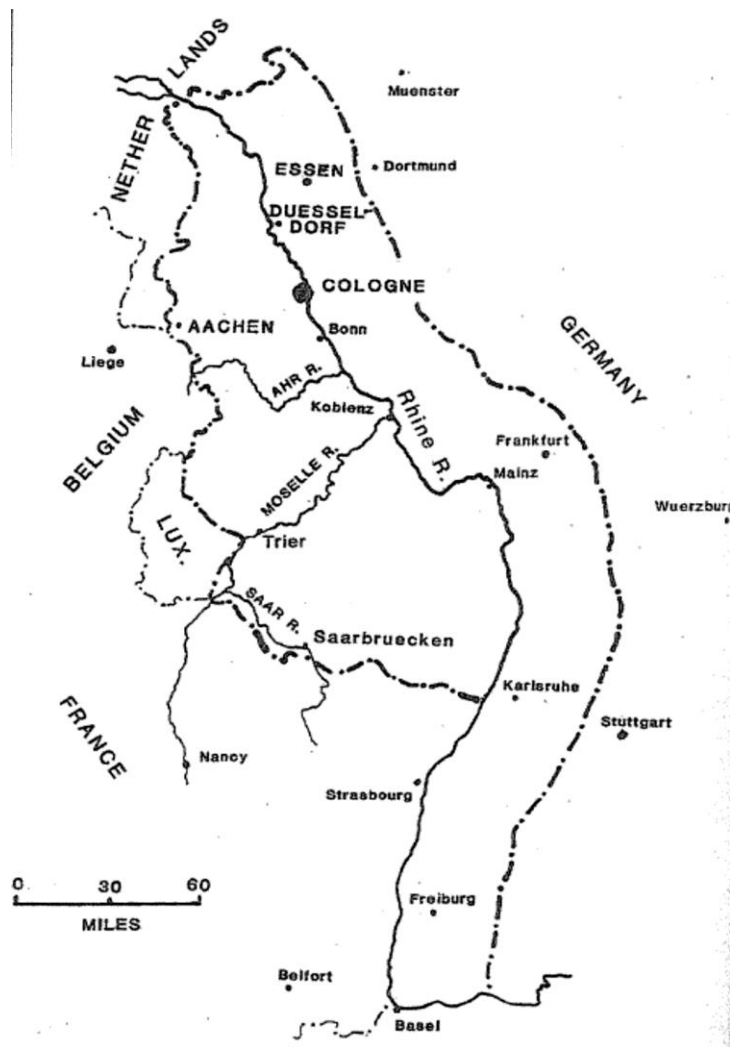 LANDS
Muenster
NETHER
Dortmund
ESSEN
DUESSEL-
DORF
COLOGNE
AACHEN
Bonn
Liege
GERMANY
AHR R.
Koblenz
Rhine R.
BELGIUM
Frankfurt
Mainz
MOSELLE R.
Wuerzburg
LUX.
Trier
SAAR R.
Saarbruecken
Karlsruhe
FRANCE
Stuttgart
Nancy
Strasbourg
0 30 60
MILES
Freiburg
Belfort
Basel